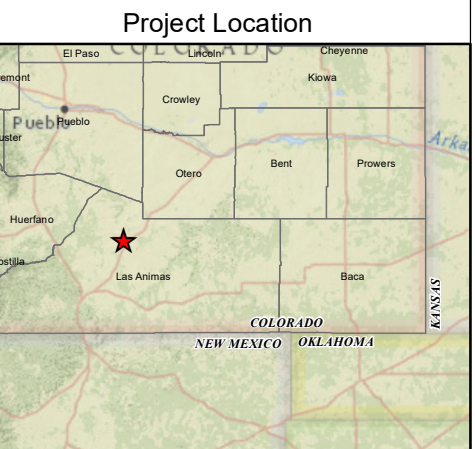 Project Location
COLORADO
El Paso
Lincoln
Cheyenne
emont
Kiowa
Crowley
Pueblo
Pueblo
uster
Arka
Otero
Bent
Prowers
Huerfano
ostilla
Las Animas
Baca
KANSAS
COLORADO
NEW MEXICO
OKLAHOMA